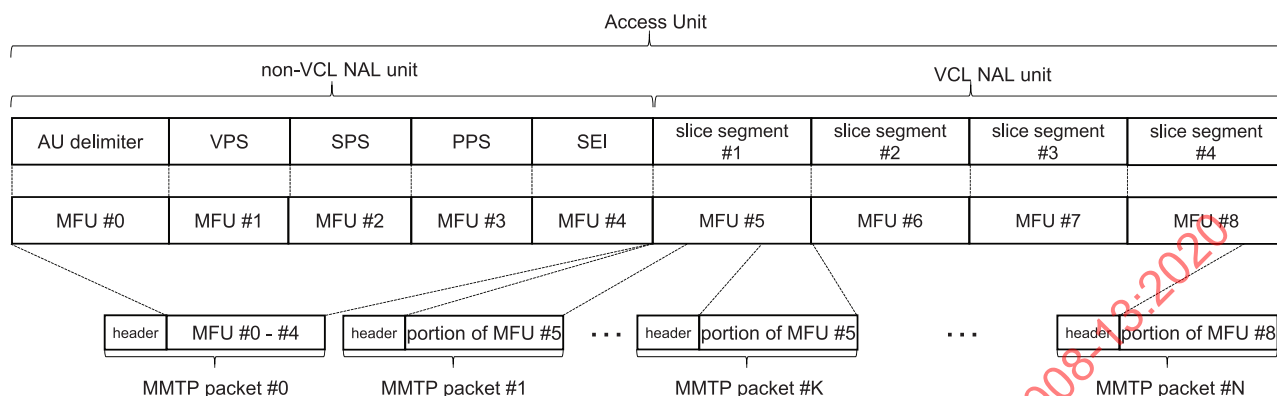 Access Unit
non-VCL NAL unit
VCL NAL unit
AU delimiter
VPS
SPS
PPS
SEI
slice segment
#1
slice segment
#2
slice segment
#3
slice segment
#4
MFU #0
MFU #1
MFU #2
MFU #3
MFU #4
MFU #5
MFU #6
MFU #7
MFU #8
header
MFU #0 - #4
header
portion of MFU #5
...
header
portion of MFU #5
...
header
portion of MFU #8
MMTP packet #0
MMTP packet #1
MMTP packet #K
MMTP packet #N
008-13:2020